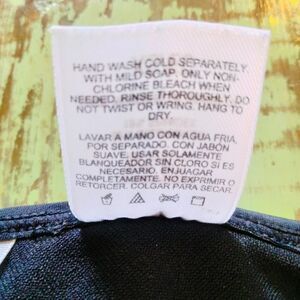 HAND WASH COLD SEPARATELY
WITH MILD SOAP, ONLY NON-
CHLORINE BLEACH WHEN
NEEDED. RINSE THOROUGHLY. DO
NOT TWIST OR WRING. HANG TO
DRY.
LAVAR A MANO CON AGUA FRIA,
POR SEPARADO. CON JABÓN
SUAVE. USAR SOLAMENTE
BLANQUEADOR SIN CLORO SI ES
NECESARIO. ENJUAGAR
COMPLETAMENTE. NO EXPRIMIR O
RETORCER. COLGAR PARA SECAR.